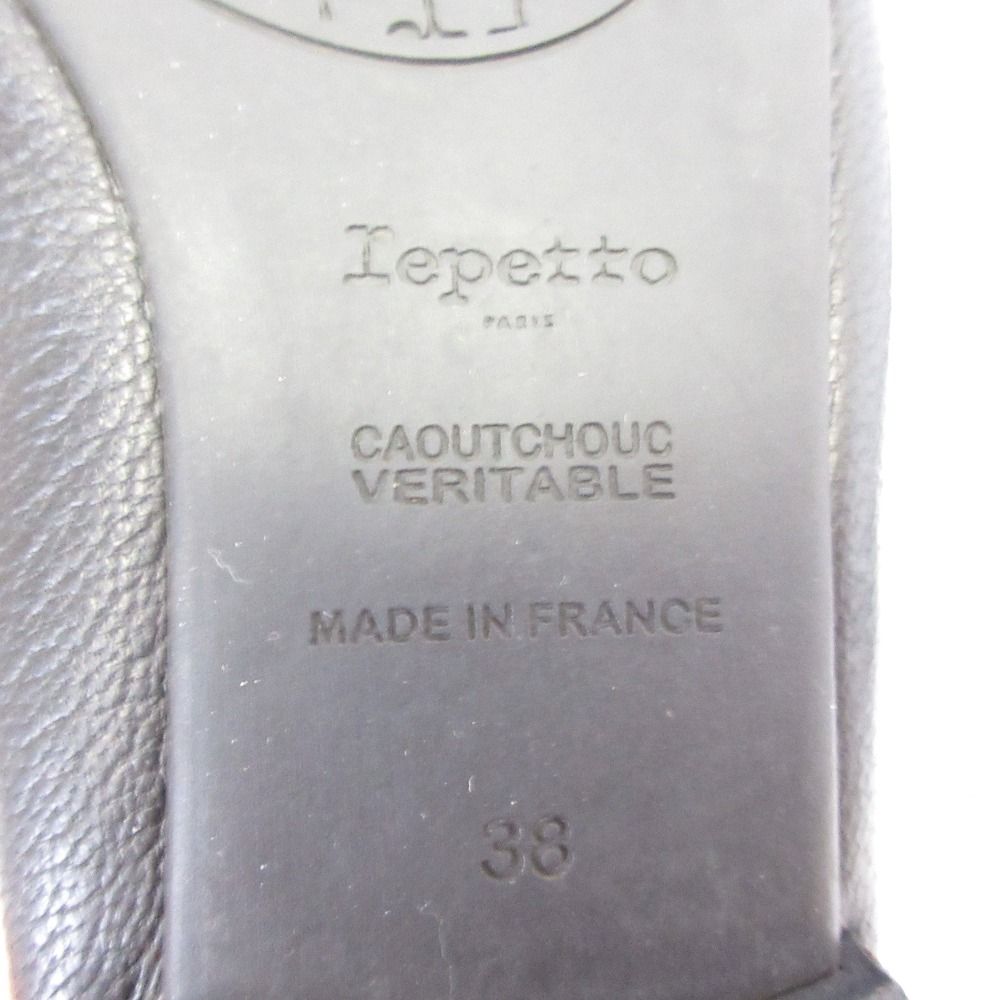 repetto
PARIS
CAOUTCHOUC
VERITABLE
MADE IN FRANCE
38